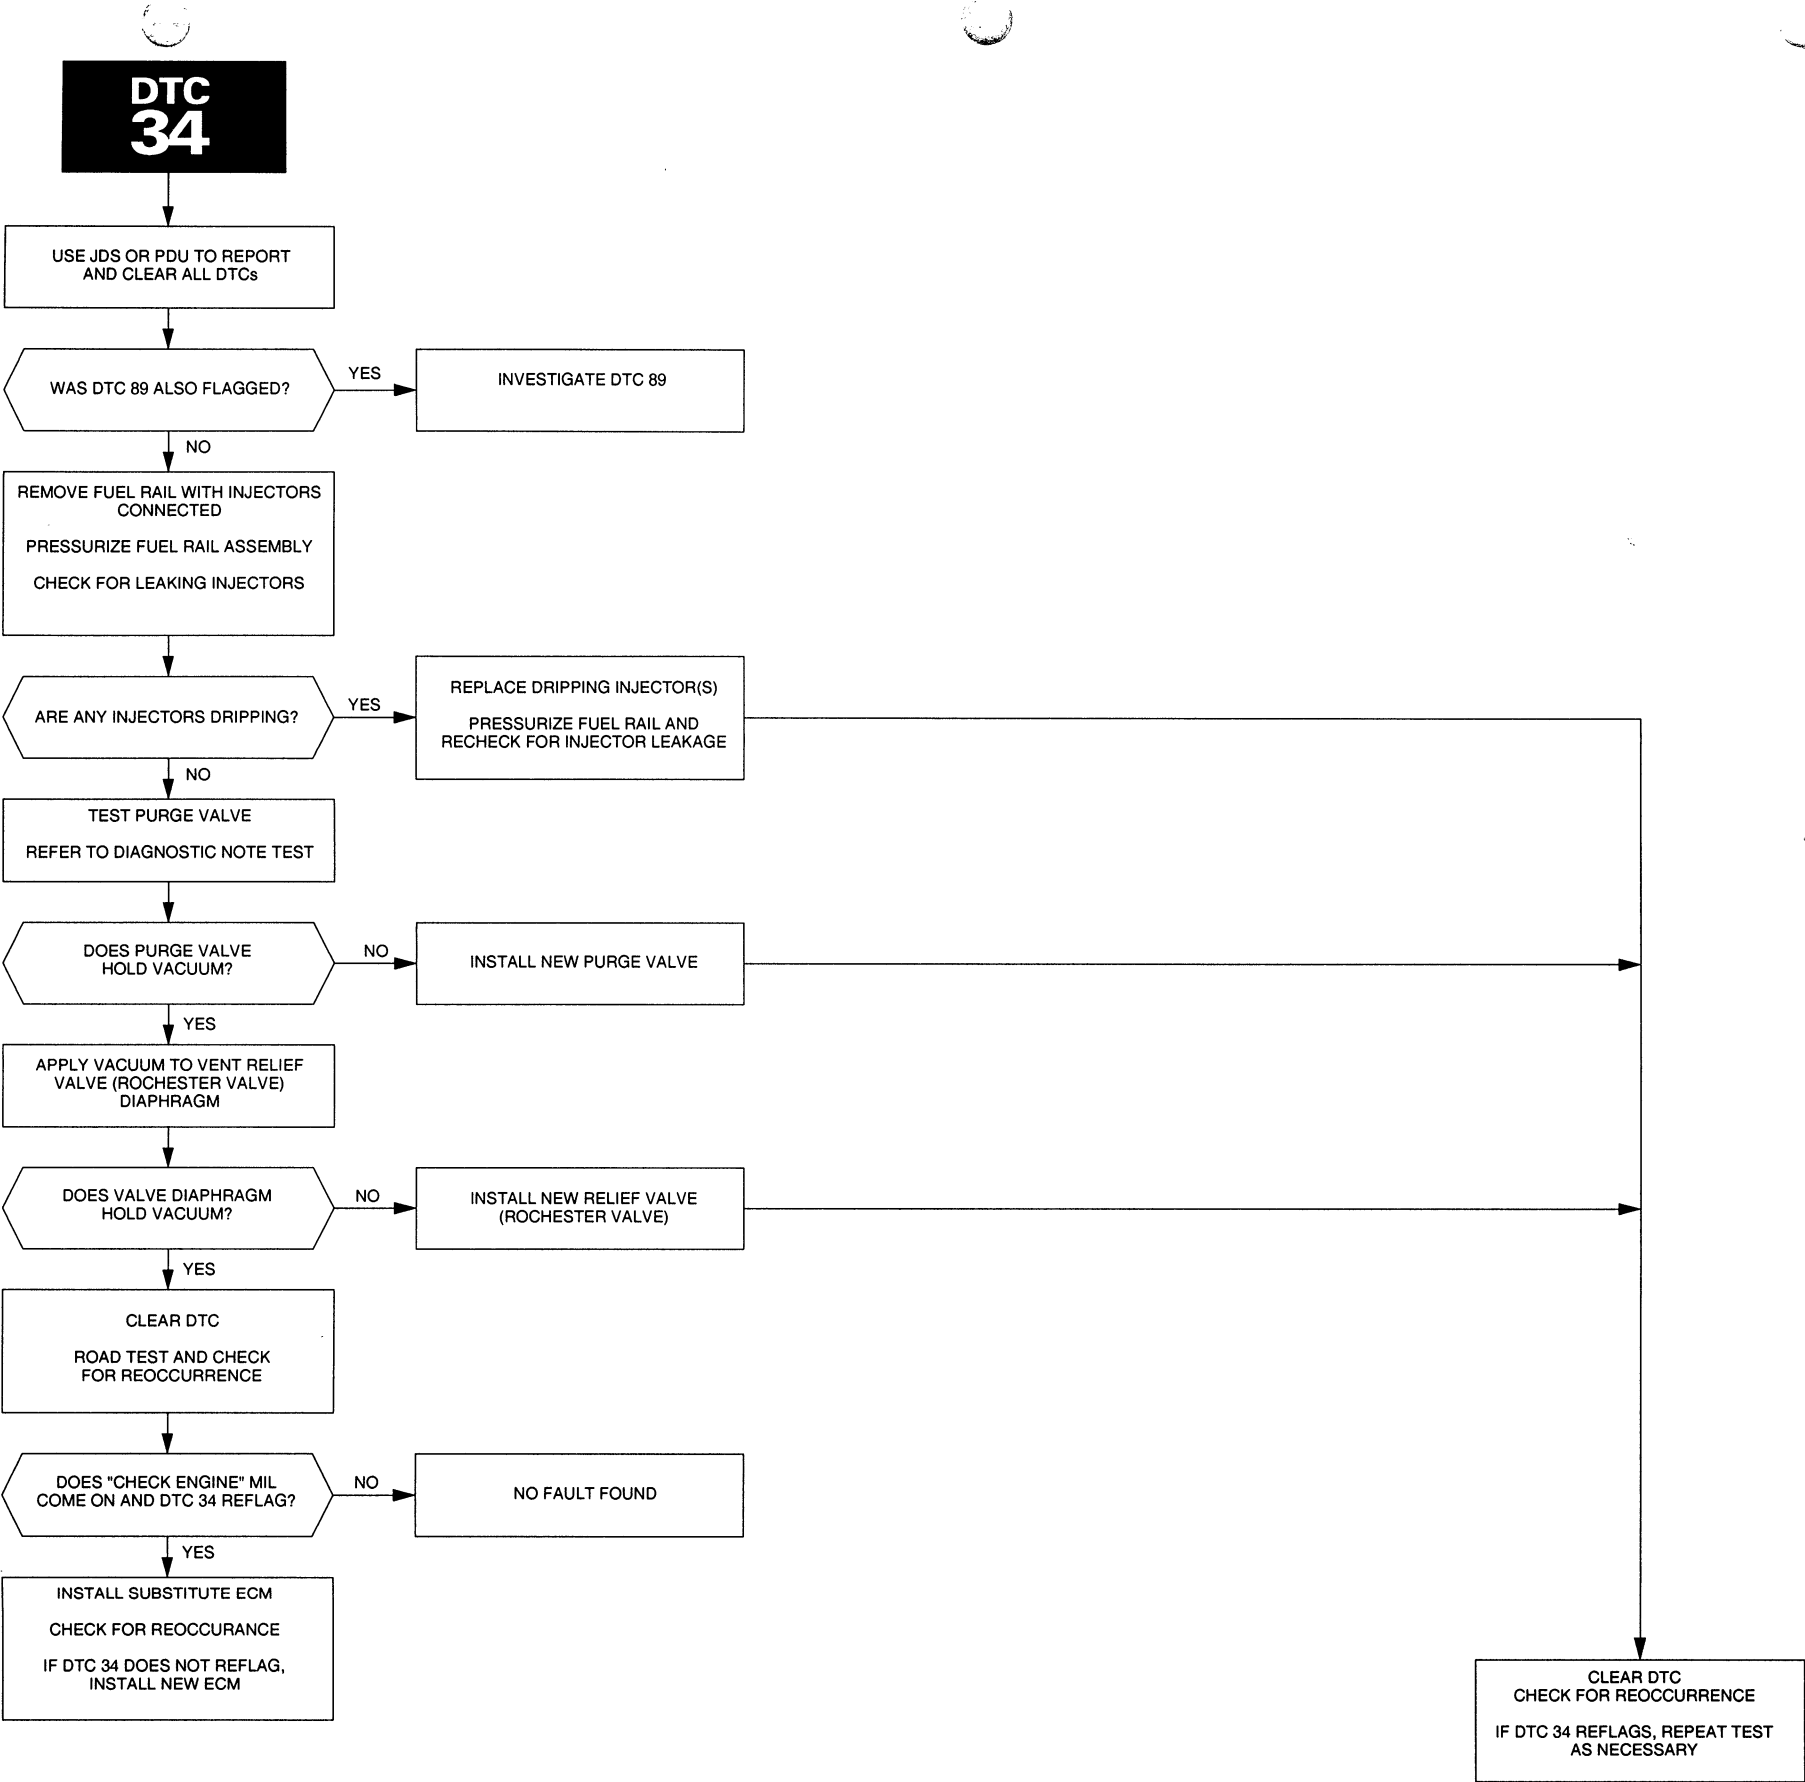 DTC
34
USE JDS OR PDU TO REPORT
AND CLEAR ALL DTCs
WAS DTC 89 ALSO FLAGGED?
YES
INVESTIGATE DTC 89
NO
REMOVE FUEL RAIL WITH INJECTORS
CONNECTED
PRESSURIZE FUEL RAIL ASSEMBLY
CHECK FOR LEAKING INJECTORS
ARE ANY INJECTORS DRIPPING?
YES
REPLACE DRIPPING INJECTOR(S)
PRESSURIZE FUEL RAIL AND
RECHECK FOR INJECTOR LEAKAGE
NO
TEST PURGE VALVE
REFER TO DIAGNOSTIC NOTE TEST
DOES PURGE VALVE
HOLD VACUUM?
NO
INSTALL NEW PURGE VALVE
YES
APPLY VACUUM TO VENT RELIEF
VALVE (ROCHESTER VALVE)
DIAPHRAGM
DOES VALVE DIAPHRAGM
HOLD VACUUM?
NO
INSTALL NEW RELIEF VALVE
(ROCHESTER VALVE)
YES
CLEAR DTC
ROAD TEST AND CHECK
FOR REOCCURRENCE
DOES "CHECK ENGINE" MIL
COME ON AND DTC 34 REFLAG?
NO
NO FAULT FOUND
YES
INSTALL SUBSTITUTE ECM
CHECK FOR REOCCURANCE
IF DTC 34 DOES NOT REFLAG,
INSTALL NEW ECM
CLEAR DTC
CHECK FOR REOCCURRENCE
IF DTC 34 REFLAGS, REPEAT TEST
AS NECESSARY